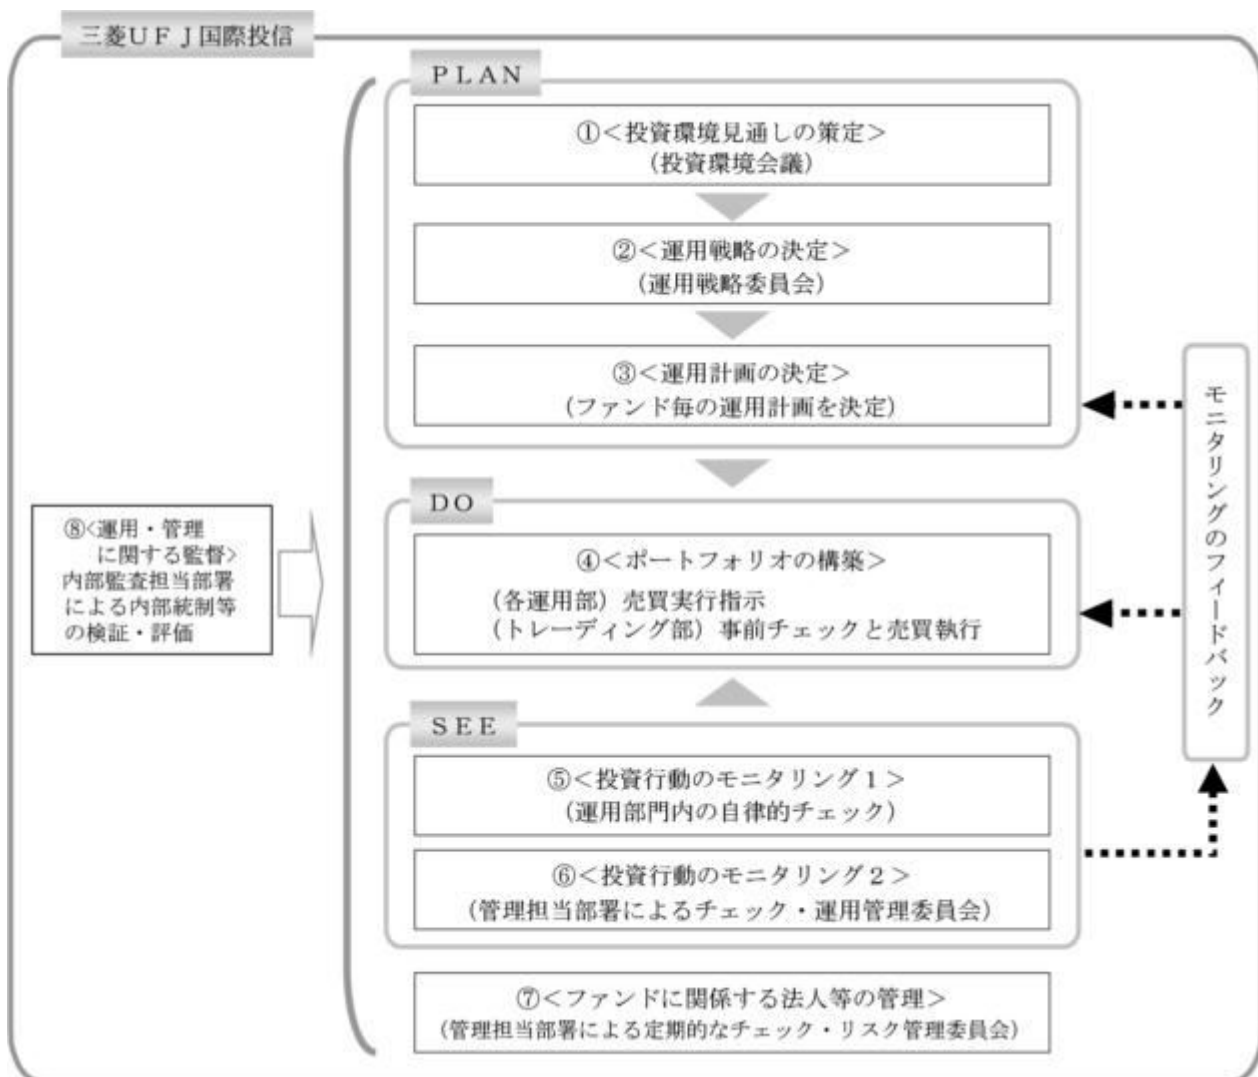 三菱ＵＦＪ国際投信
ＰＬＡＮ
①＜投資環境見通しの策定＞
（投資環境会議）
②＜運用戦略の決定＞
（運用戦略委員会）
③＜運用計画の決定＞
（ファンド毎の運用計画を決定）
ＤＯ
④＜ポートフォリオの構築＞
（各運用部）売買実行指示
（トレーディング部）事前チェックと売買執行
ＳＥＥ
⑤＜投資行動のモニタリング１＞
（運用部門内の自律的チェック）
⑥＜投資行動のモニタリング２＞
（管理担当部署によるチェック・運用管理委員会）
⑦＜ファンドに関係する法人等の管理＞
（管理担当部署による定期的なチェック・リスク管理委員会）
⑧<運用・管理
に関する監督>
内部監査担当部署
による内部統制等
の検証・評価
モニタリングのフィードバック